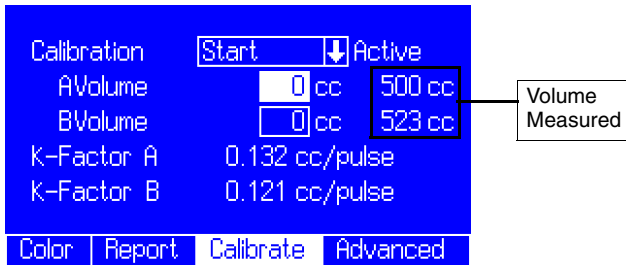 Calibration Start Active
AVolume 0 cc 500 cc
BVolume 0 cc 523 cc
K-Factor A 0.132 cc/pulse
K-Factor B 0.121 cc/pulse
Color Report Calibrate Advanced
Volume
Measured